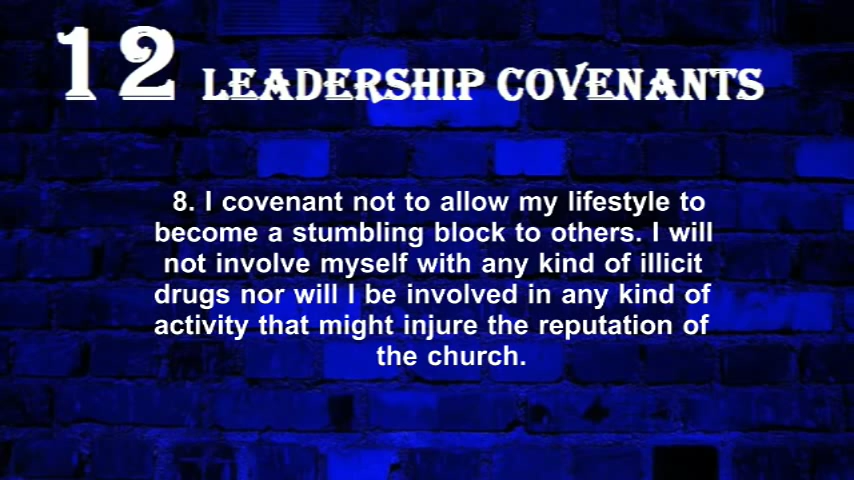 12 LEADERSHIP COVENANTS
8. I covenant not to allow my lifestyle to
become a stumbling block to others. I will
not involve myself with any kind of illicit
drugs nor will I be involved in any kind of
activity that might injure the reputation of
the church.